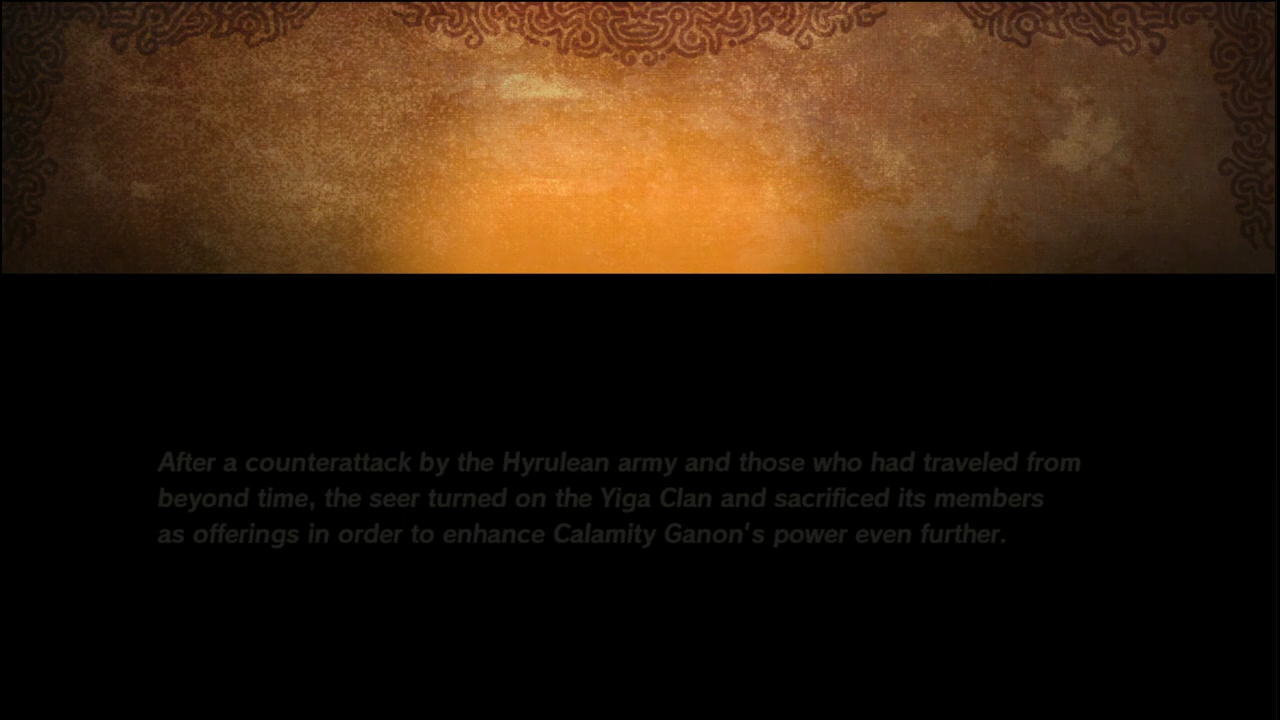 After a counterattack by the Hyrulean army and those who had traveled from
beyond time, the seer turned on the Yiga Clan and sacrificed its members
as offerings in order to enhance Calamity Ganon's power even further.